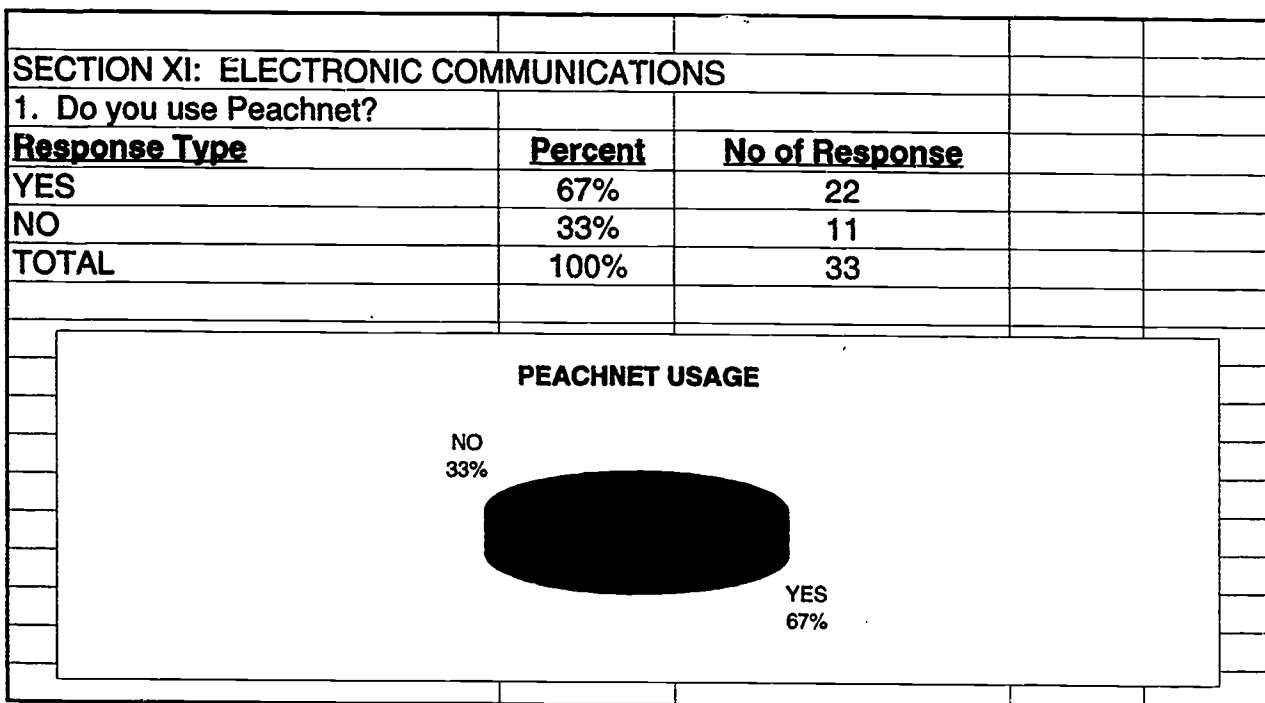 SECTION XI: ELECTRONIC COMMUNICATIONS
1. Do you use Peachnet?
Response Type Percent No of Response
YES 67% 22
NO 33% 11
TOTAL 100% 33
PEACHNET USAGE
NO
33%
YES
67%